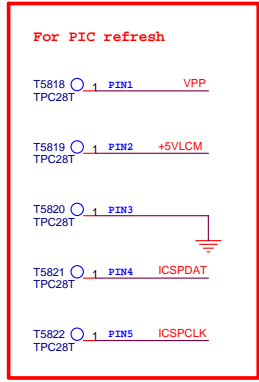 For PIC refresh
T5818 1 PIN1 VPP
TPC28T
T5819 1 PIN2 +5VLCM
TPC28T
T5820 1 PIN3
TPC28T
T5821 1 PIN4 ICSPDAT
TPC28T
T5822 1 PIN5 ICSPCLK
TPC28T